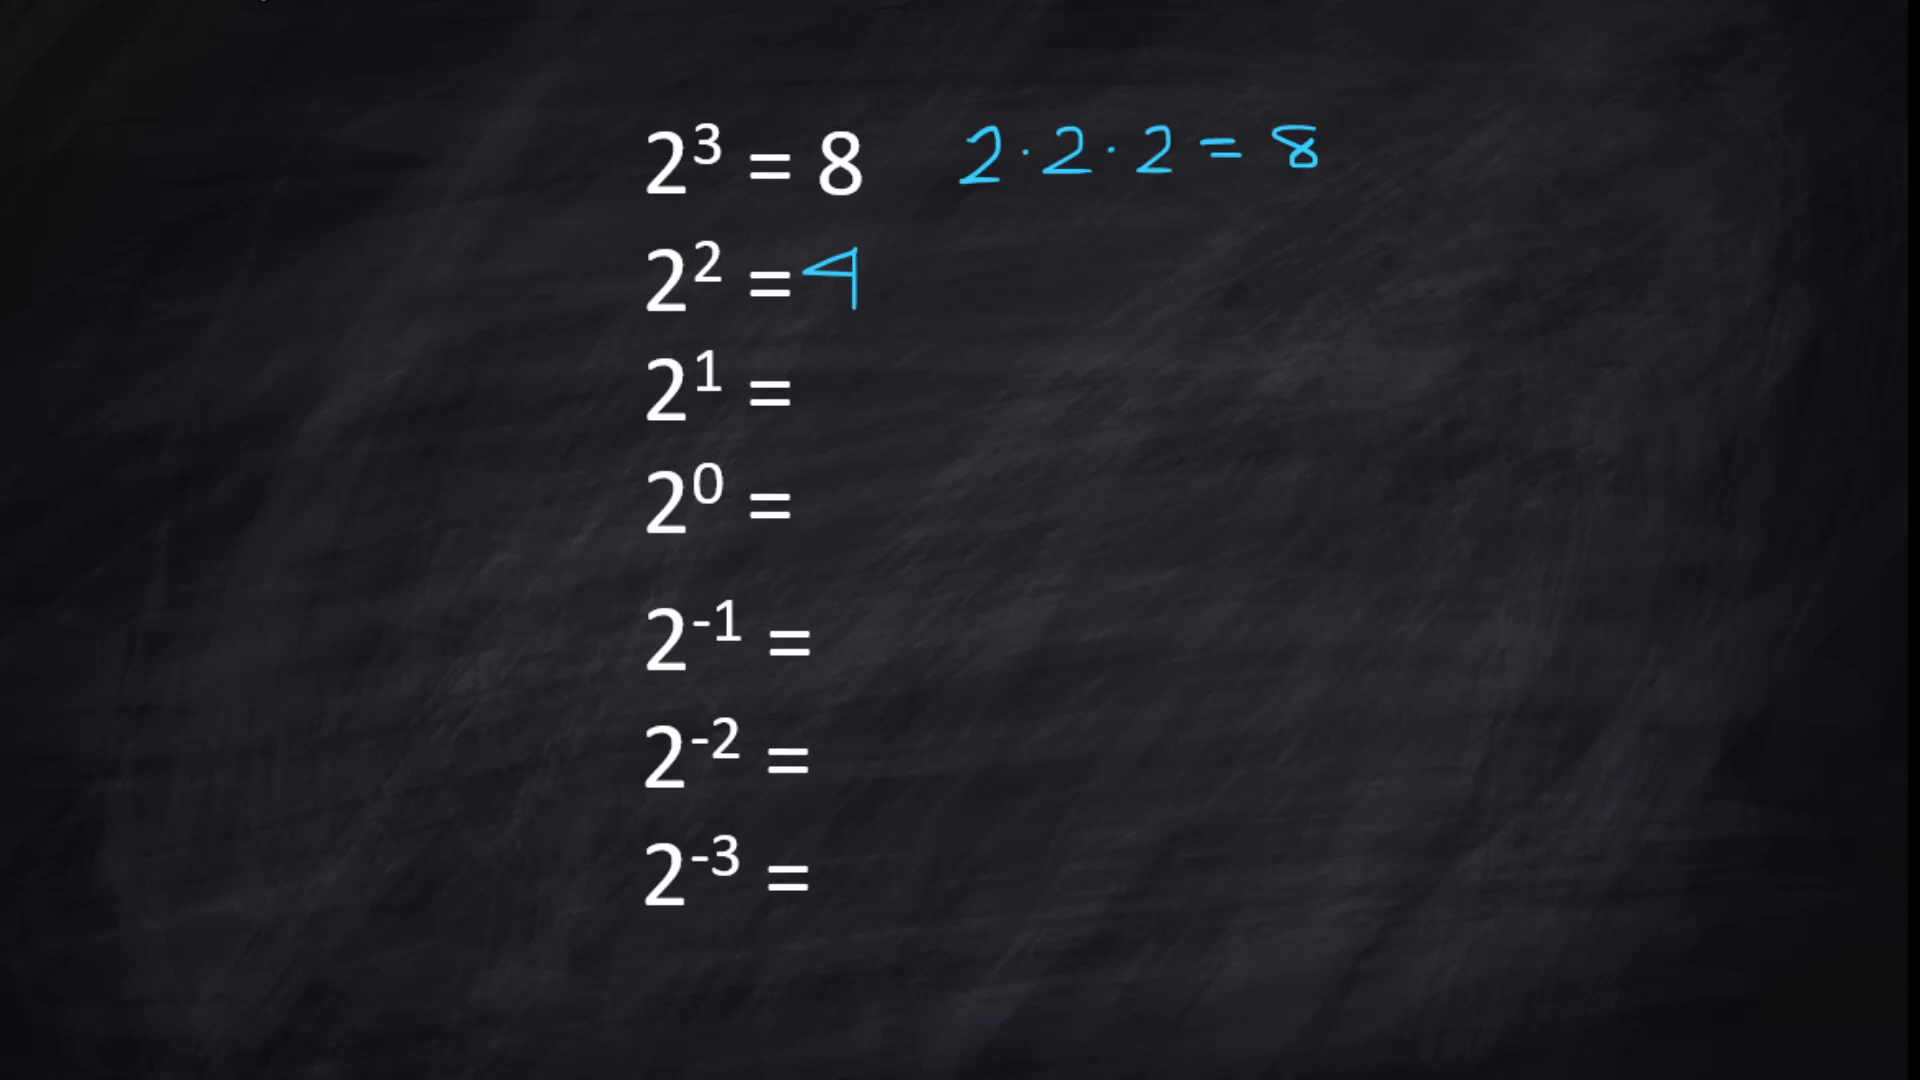 2³ = 8 2 · 2 · 2 = 8
2² = 4
2¹ =
2⁰ =
2⁻¹ =
2⁻² =
2⁻³ =